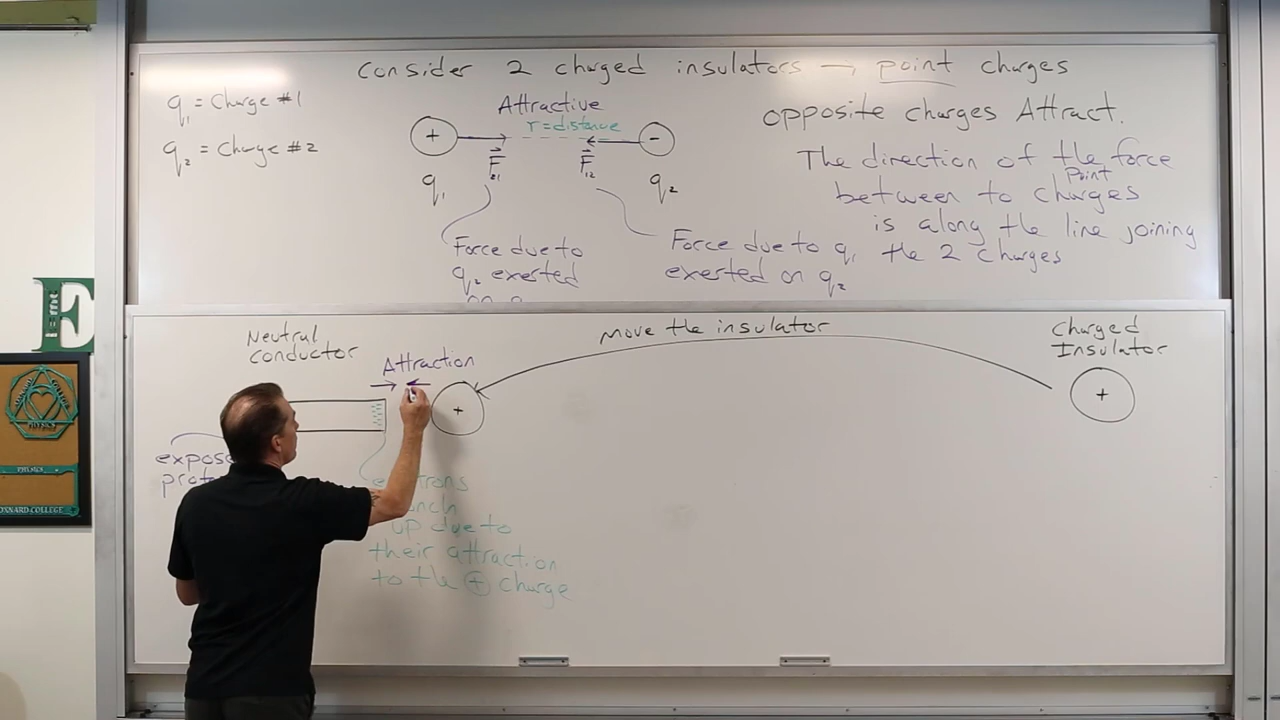 Consider 2 charged insulators → point charges
q₁ = Charge #1
q₂ = Charge #2
Attractive
r = distance
+
-
F₂₁
F₁₂
q₁
q₂
Force due to
q₂ exerted
on
Force due to q₁
exerted on q₂
opposite charges Attract.
The direction of the force
Point
between to charges
is along the line joining
the 2 charges
Neutral
conductor
Attraction
move the insulator
Charged
Insulator
+
+
up due to
their attraction
to the ⊕ charge
E
PHYSICS